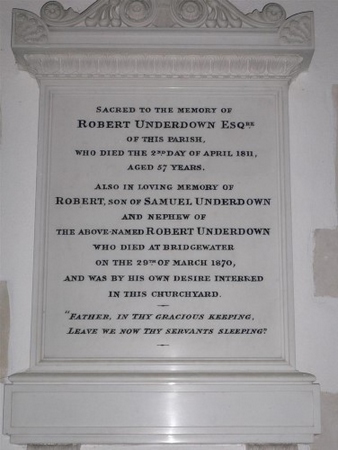 Sacred to the memory of
Robert Underdown Esqre
of this parish,
who died the 2nd day of April 1811,
aged 57 years.
Also in loving memory of
Robert, son of Samuel Underdown
and nephew of
the above-named Robert Underdown
who died at Bridgewater
on the 29th of March 1870,
and was by his own desire interred
in this churchyard.
"Father, in thy gracious keeping,
Leave we now thy servants sleeping."